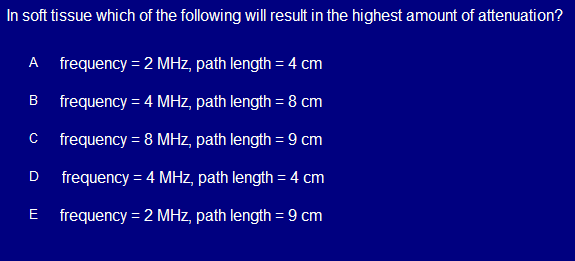 In soft tissue which of the following will result in the highest amount of attenuation?
A frequency = 2 MHz, path length = 4 cm
B frequency = 4 MHz, path length = 8 cm
C frequency = 8 MHz, path length = 9 cm
D frequency = 4 MHz, path length = 4 cm
E frequency = 2 MHz, path length = 9 cm